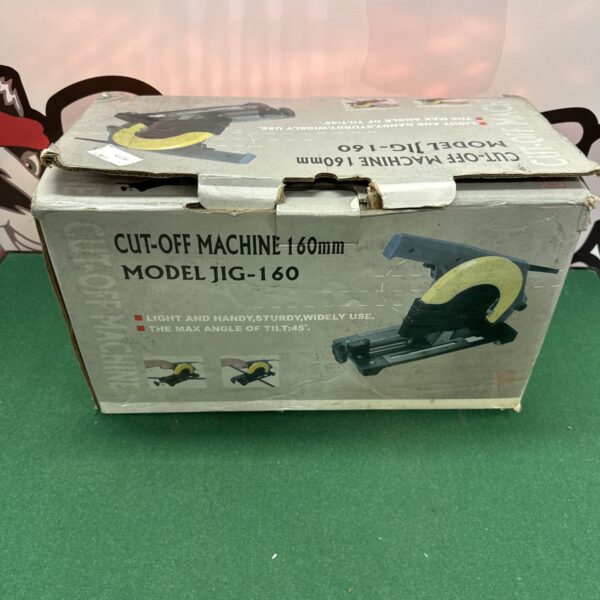 LIGHT AND HANDY,STURDY,WIDELY USE.
THE MAX ANGLE OF TILT:45°.
CUT-OFF MACHINE 160mm
MODEL JIG-160
CUT-OFF MACHINE 160mm
MODEL JIG-160
LIGHT AND HANDY,STURDY,WIDELY USE.
THE MAX ANGLE OF TILT:45°.
CUT-OFF MACHINE